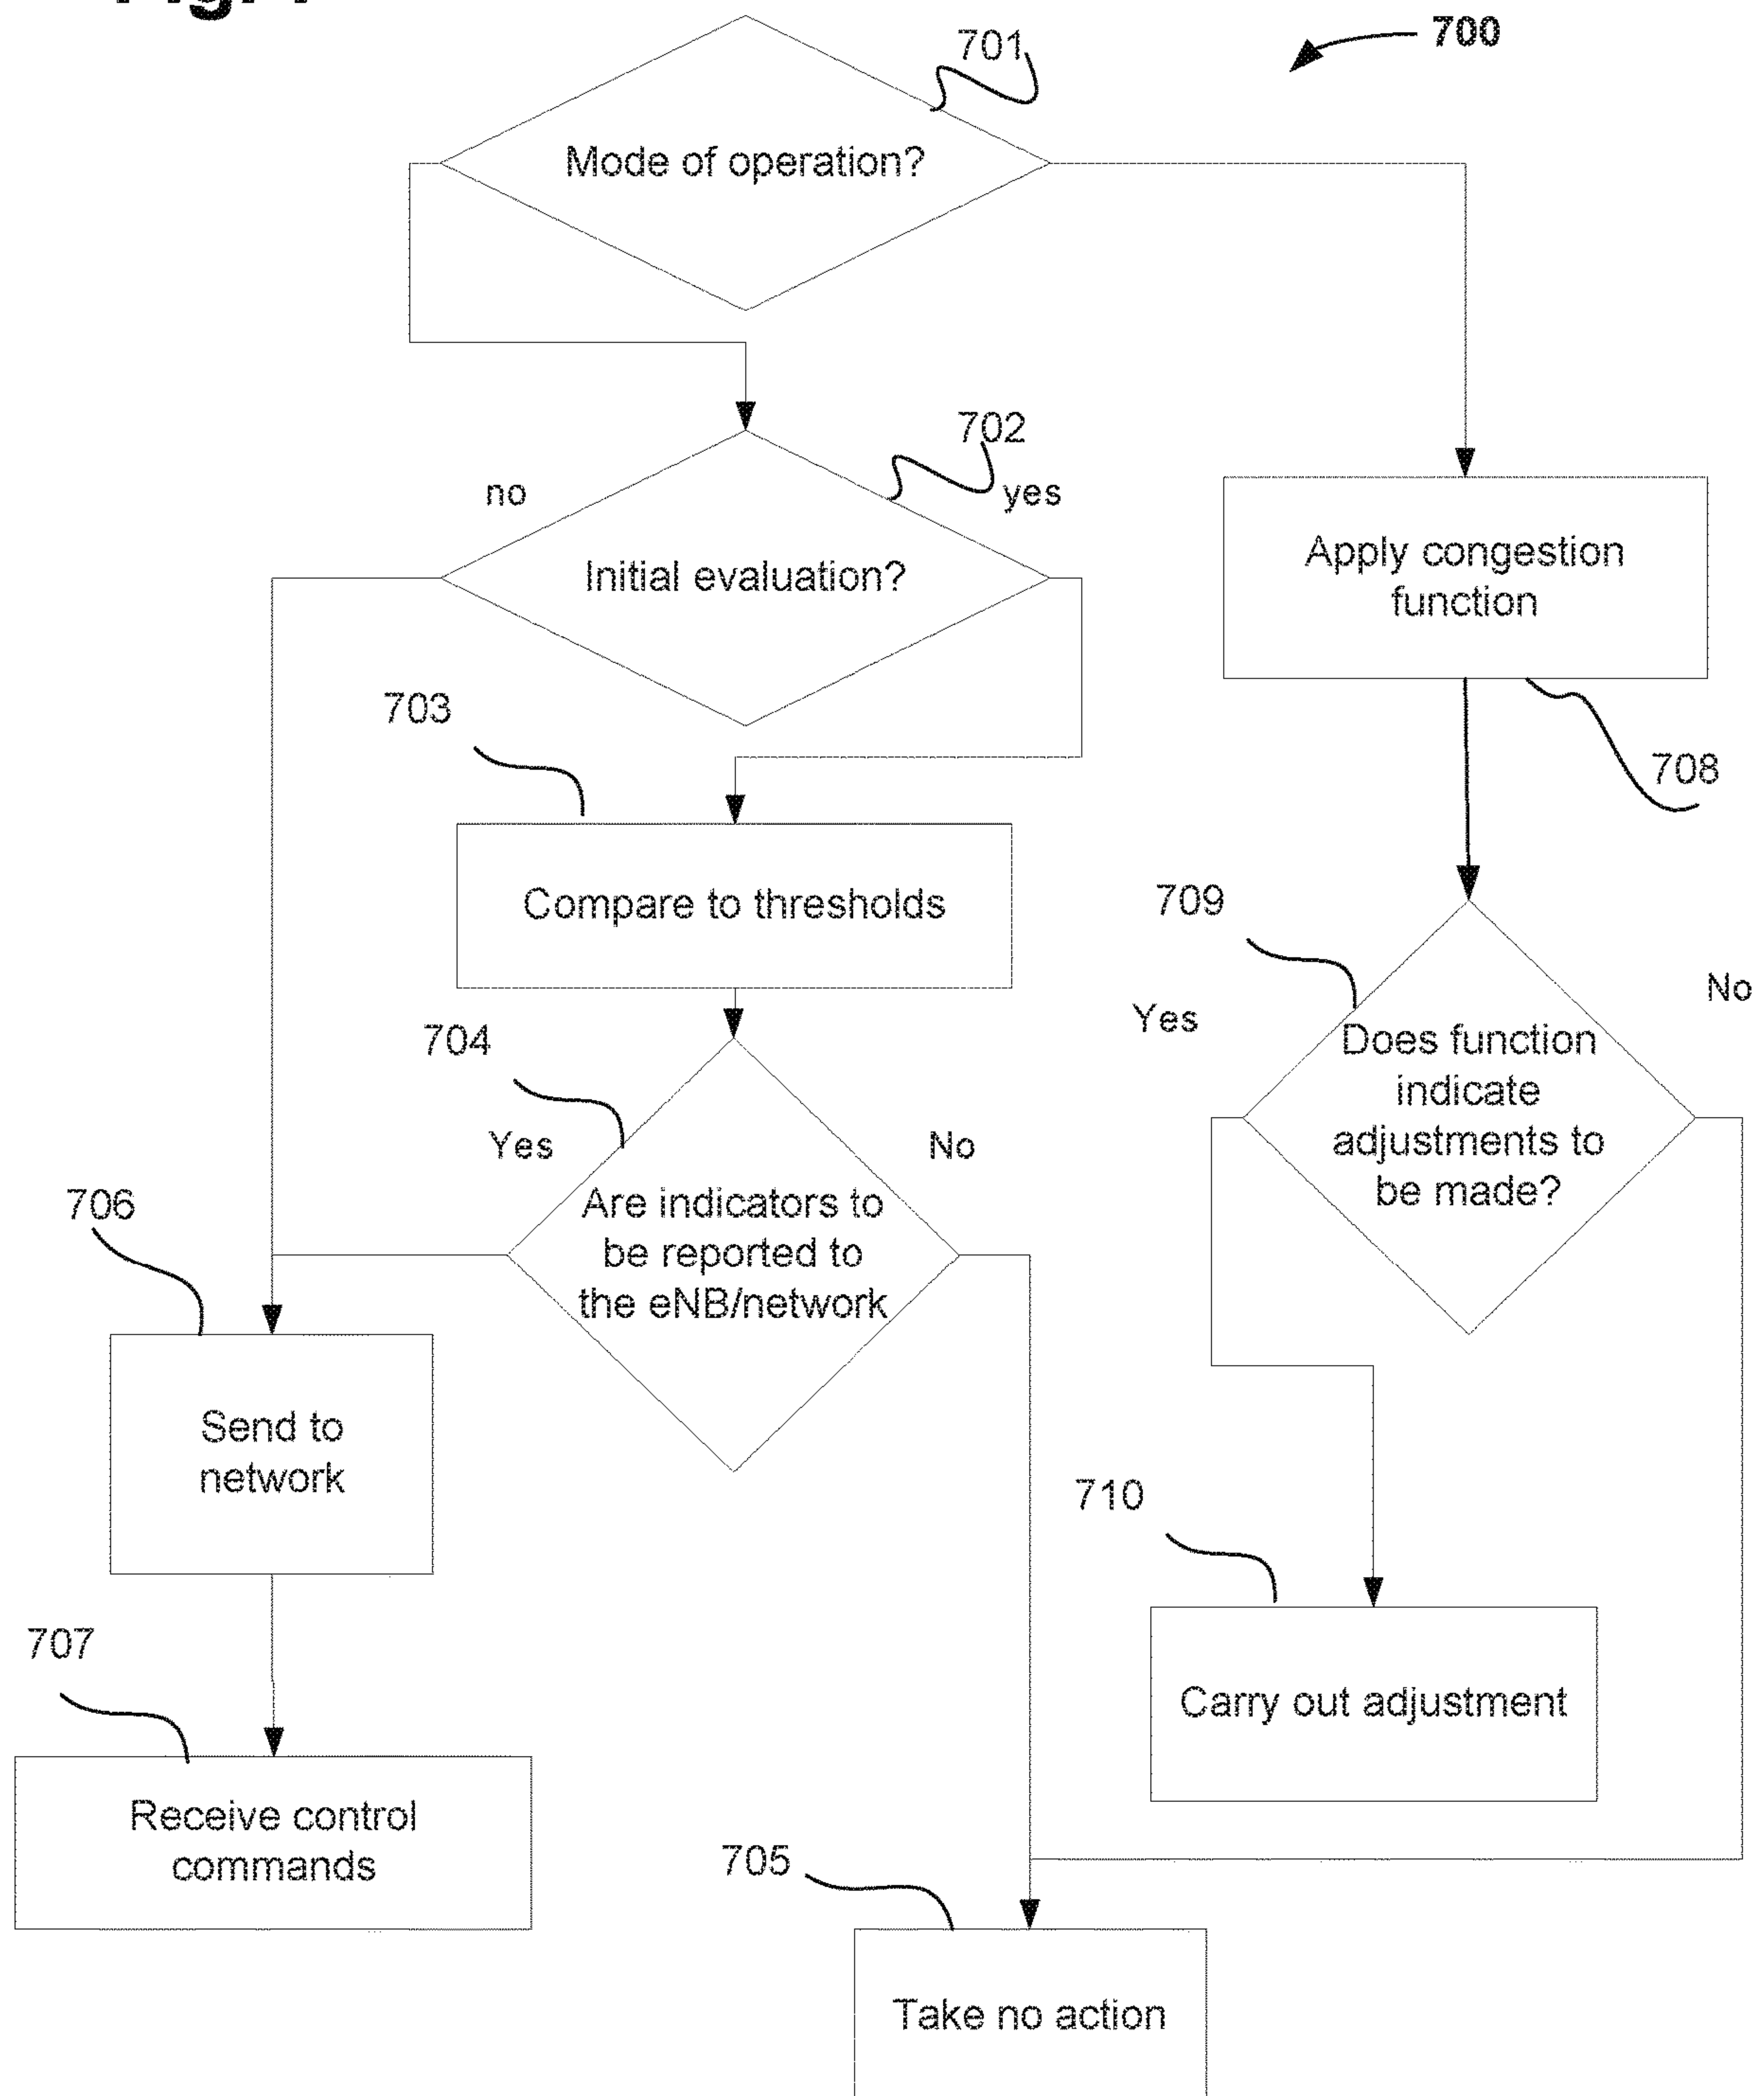 701
700
Mode of operation?
702
no
yes
Initial evaluation?
Apply congestion
function
703
708
Compare to thresholds
709
704
Yes
No
Does function
indicate
adjustments to
be made?
Yes
No
706
Are indicators to
be reported to
the eNB/network
Send to
network
710
707
Carry out adjustment
Receive control
commands
705
Take no action